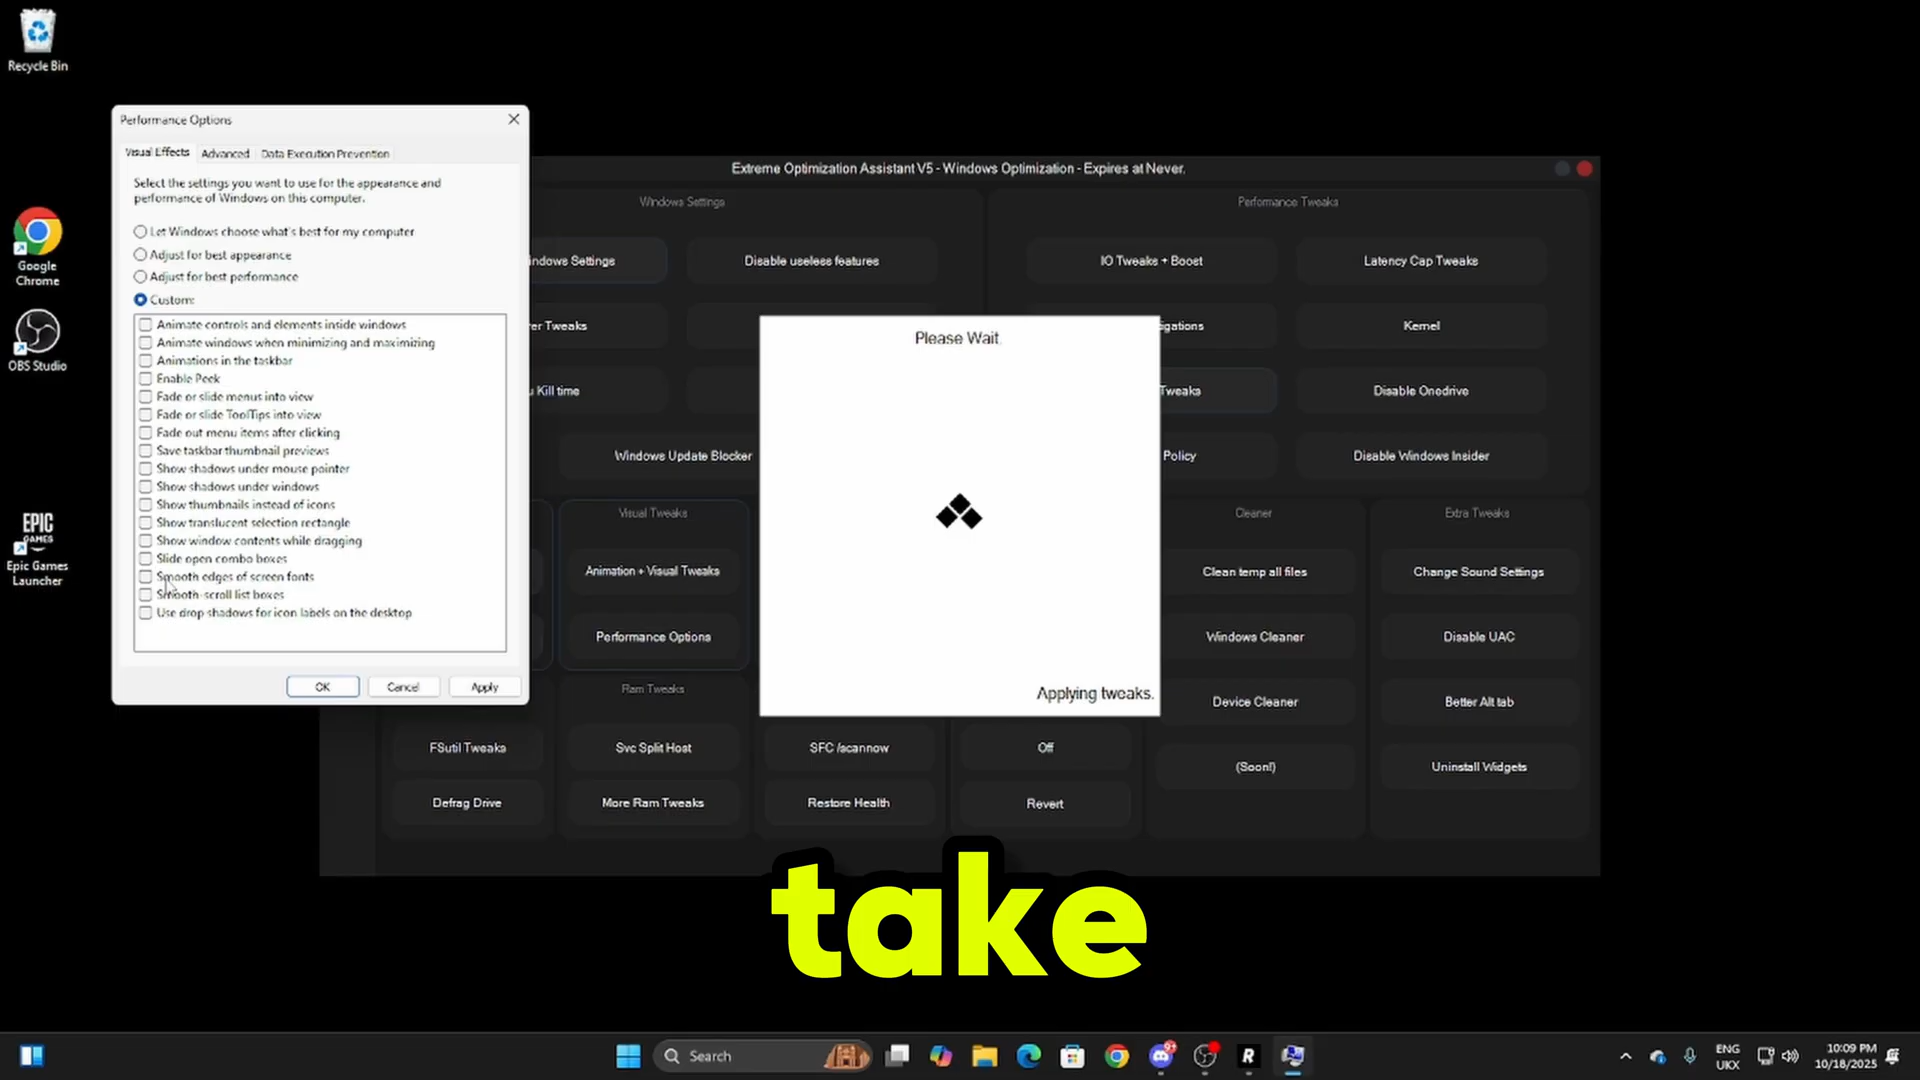 Recycle Bin
Google
Chrome
OBS Studio
EPIC
GAMES
Epic Games
Launcher
Performance Options
Visual Effects
Advanced
Data Execution Prevention
Select the settings you want to use for the appearance and
performance of Windows on this computer.
Let Windows choose what's best for my computer
Adjust for best appearance
Adjust for best performance
Custom:
Animate controls and elements inside windows
Animate windows when minimizing and maximizing
Animations in the taskbar
Enable Peek
Fade or slide menus into view
Fade or slide ToolTips into view
Fade out menu items after clicking
Save taskbar thumbnail previews
Show shadows under mouse pointer
Show shadows under windows
Show thumbnails instead of icons
Show translucent selection rectangle
Show window contents while dragging
Slide open combo boxes
Smooth edges of screen fonts
Smooth-scroll list boxes
Use drop shadows for icon labels on the desktop
OK
Cancel
Apply
Extreme Optimization Assistant V5 - Windows Optimization - Expires at Never.
Windows Settings
Performance Tweaks
indows Settings
Disable useless features
IO Tweaks + Boost
Latency Cap Tweaks
er Tweaks
igations
Kernel
u Kill time
Tweaks
Disable Onedrive
Windows Update Blocker
Policy
Disable Windows Insider
Please Wait.
Applying tweaks.
Visual Tweaks
Animation + Visual Tweaks
Performance Options
Cleaner
Clean temp all files
Windows Cleaner
Device Cleaner
(Soon!)
Extra Tweaks
Change Sound Settings
Disable UAC
Better Alt tab
Uninstall Widgets
Ram Tweaks
FSutil Tweaks
Svc Split Host
SFC /scannow
Off
Defrag Drive
More Ram Tweaks
Restore Health
Revert
take
Search
9+
R
ENG
UKX
10:09 PM
10/18/2025